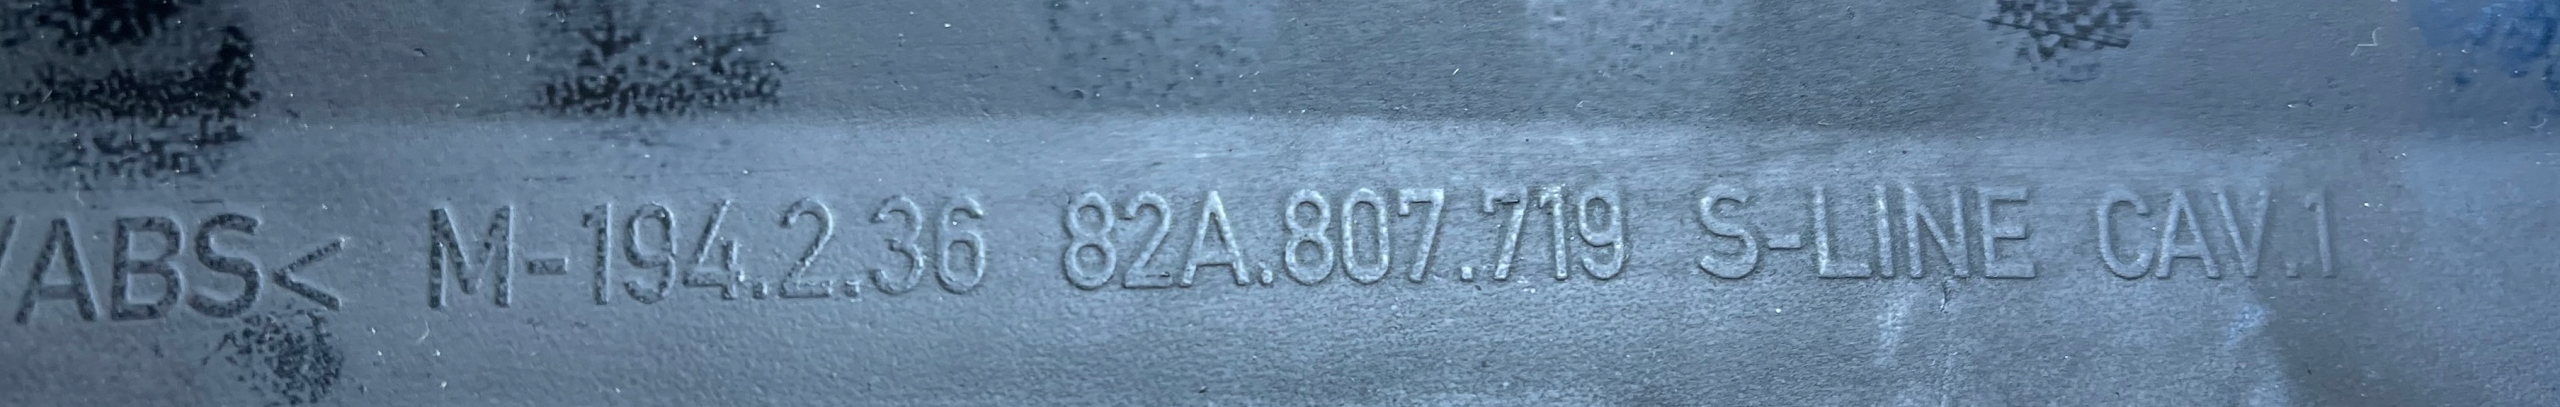 /ABS< M-194.2.36 82A.807.719 S-LINE CAV.1